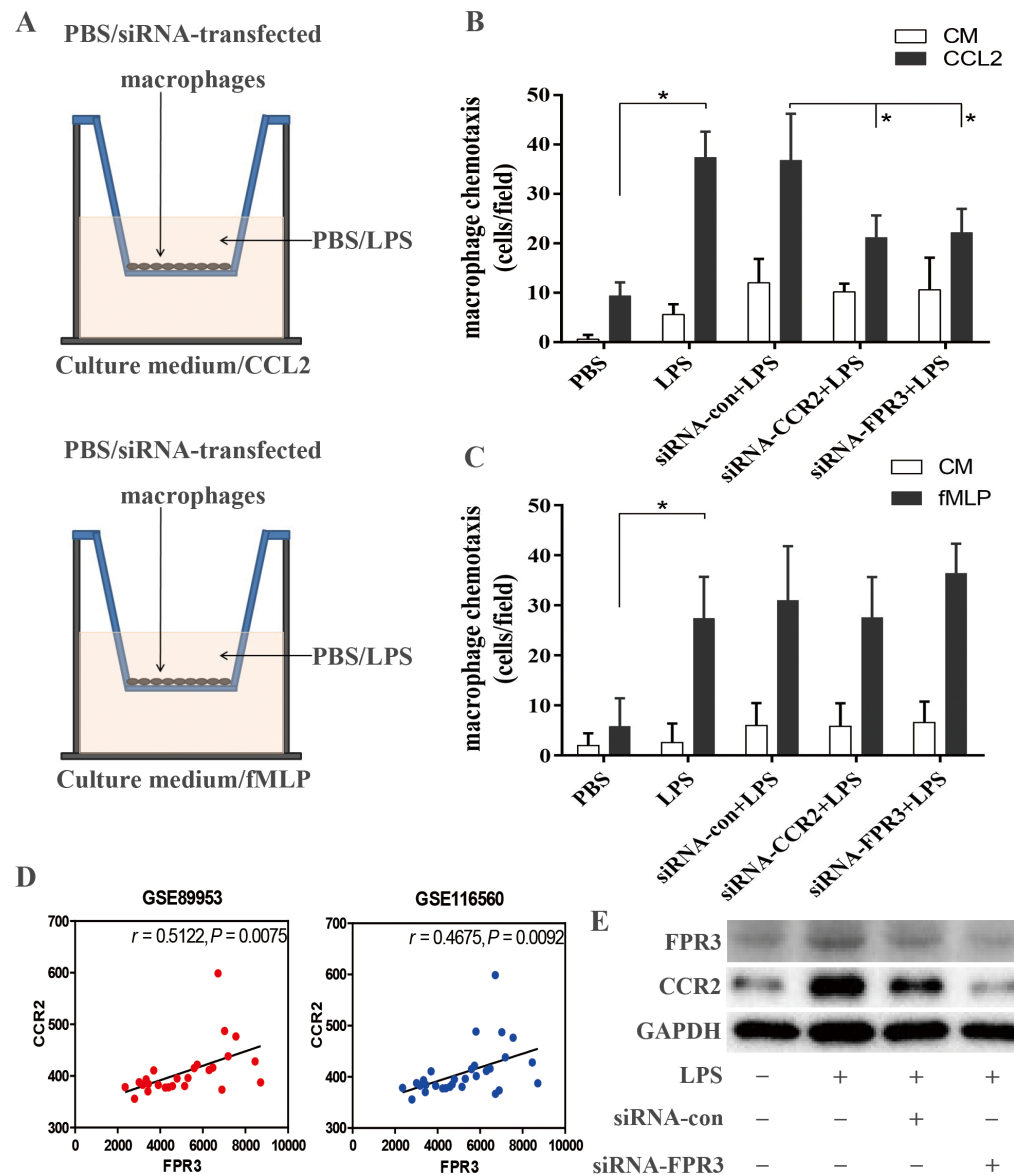 A
PBS/siRNA-transfected
macrophages
PBS/LPS
Culture medium/CCL2
PBS/siRNA-transfected
macrophages
PBS/LPS
Culture medium/fMLP
B
CM
CCL2
macrophage chemotaxis
(cells/field)
50
40
30
20
10
0
*
*
*
PBS
LPS
siRNA-con+LPS
siRNA-CCR2+LPS
siRNA-FPR3+LPS
C
CM
fMLP
macrophage chemotaxis
(cells/field)
50
40
30
20
10
0
*
PBS
LPS
siRNA-con+LPS
siRNA-CCR2+LPS
siRNA-FPR3+LPS
D
GSE89953
r = 0.5122, P = 0.0075
CCR2
700
600
500
400
300
0 2000 4000 6000 8000 10000
FPR3
GSE116560
r = 0.4675, P = 0.0092
CCR2
700
600
500
400
300
0 2000 4000 6000 8000 10000
FPR3
E
FPR3
CCR2
GAPDH
LPS − + + +
siRNA-con − − + −
siRNA-FPR3 − − − +